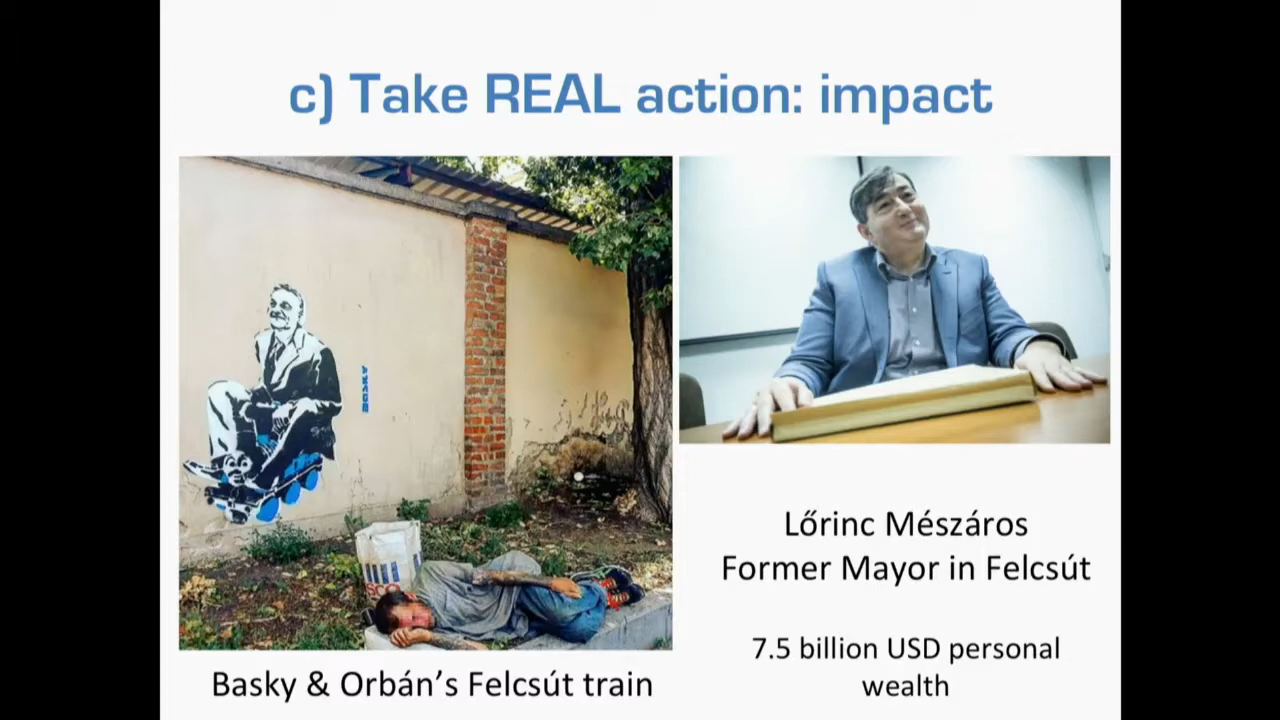 c) Take REAL action: impact
BASKY
Basky & Orbán's Felcsút train
Lőrinc Mészáros
Former Mayor in Felcsút
7.5 billion USD personal
wealth